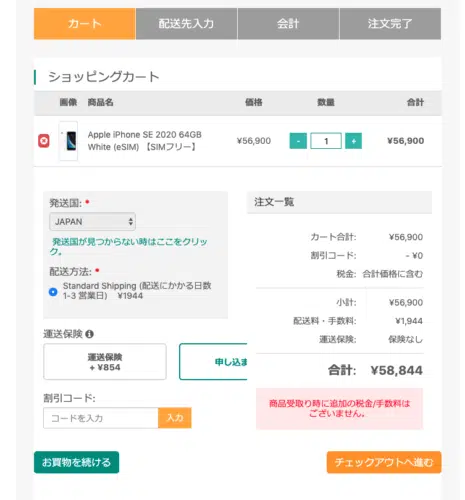 カート
配送先入力
会計
注文完了
ショッピングカート
画像 商品名 価格 数量 合計
Apple iPhone SE 2020 64GB
White (eSIM) 【SIMフリー】
¥56,900
- 1 +
¥56,900
発送国: *
JAPAN
発送国が見つからない時はここをクリッ
ク。
配送方法: *
Standard Shipping (配送にかかる日数
1-3 営業日) ¥1944
運送保険
運送保険
+ ¥854
申し込ま
割引コード:
コードを入力 入力
注文一覧
カート合計: ¥56,900
割引コード: - ¥0
税金: 合計価格に含む
小計: ¥56,900
配送料・手数料: ¥1,944
運送保険: 保険なし
合計: ¥58,844
商品受取り時に追加の税金/手数料は
ございません。
お買物を続ける
チェックアウトへ進む